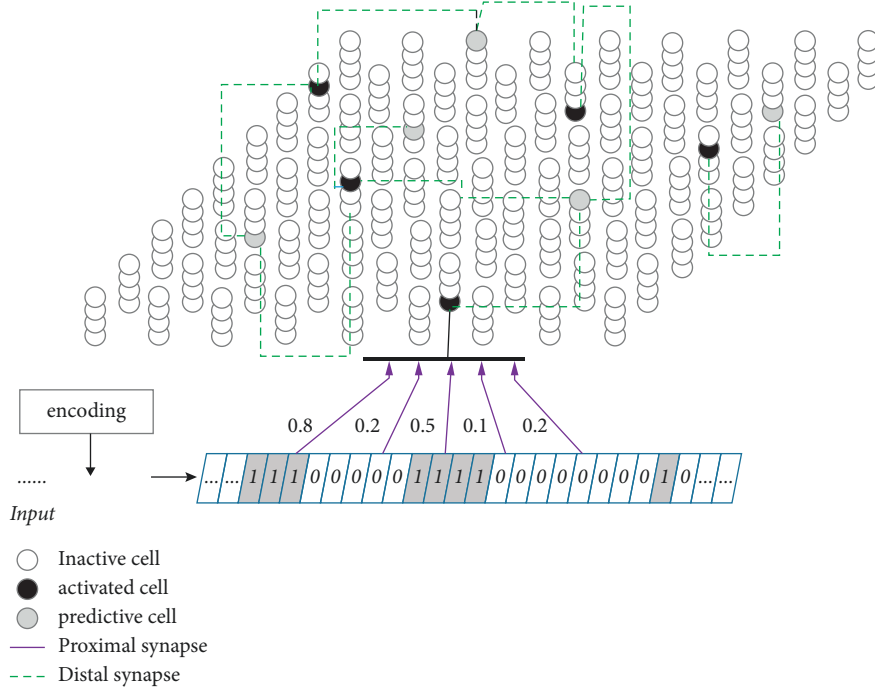 encoding
0.8 0.2 0.5 0.1 0.2
...... ... ... 1 1 1 0 0 0 0 0 1 1 1 1 0 0 0 0 0 0 0 0 1 0 ... ...
Input
Inactive cell
activated cell
predictive cell
Proximal synapse
Distal synapse